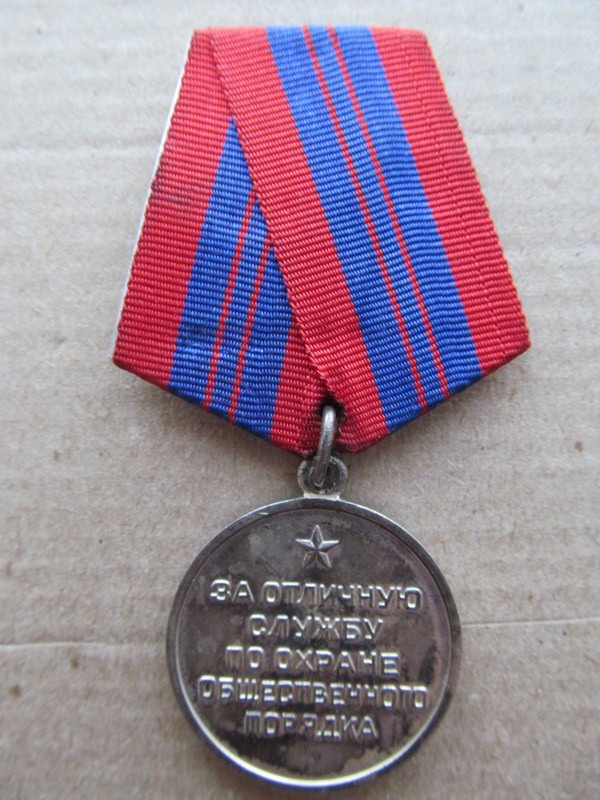 ЗА ОТЛИЧНУЮ
СЛУЖБУ
ПО ОХРАНЕ
ОБЩЕСТВЕННОГО
ПОРЯДКА